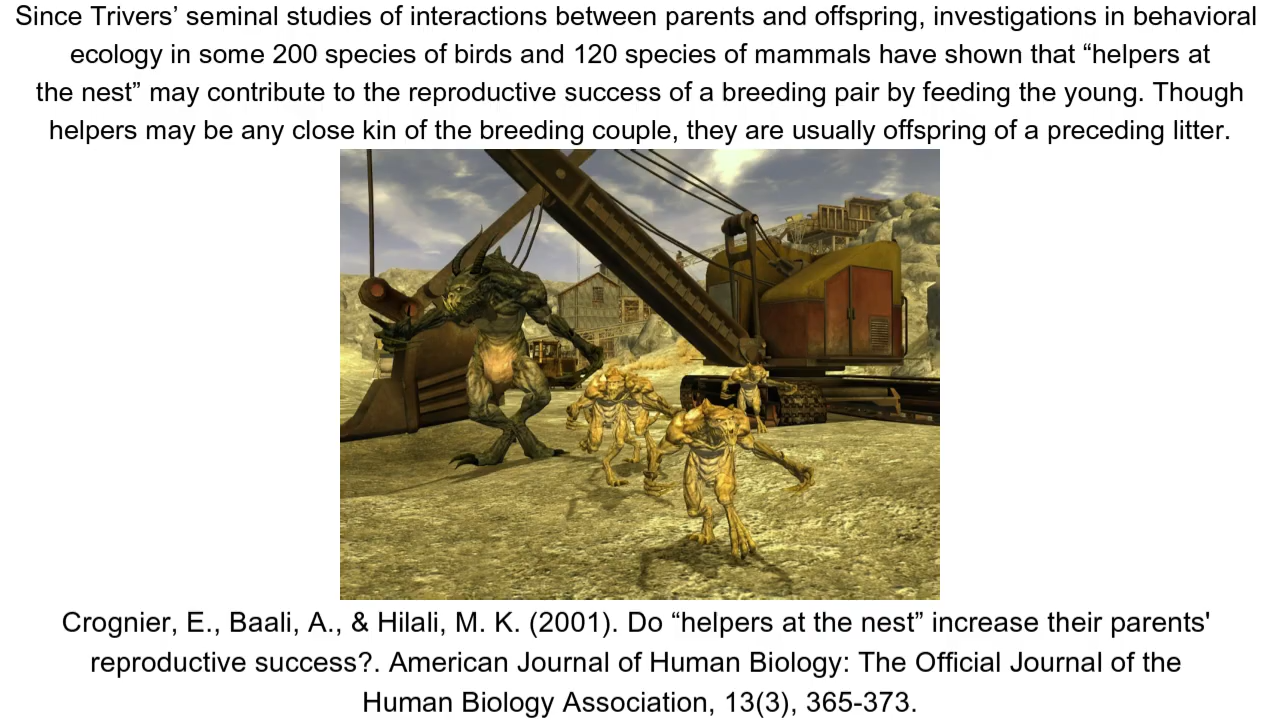 Since Trivers’ seminal studies of interactions between parents and offspring, investigations in behavioral
ecology in some 200 species of birds and 120 species of mammals have shown that “helpers at
the nest” may contribute to the reproductive success of a breeding pair by feeding the young. Though
helpers may be any close kin of the breeding couple, they are usually offspring of a preceding litter.
Crognier, E., Baali, A., & Hilali, M. K. (2001). Do “helpers at the nest” increase their parents'
reproductive success?. American Journal of Human Biology: The Official Journal of the
Human Biology Association, 13(3), 365-373.